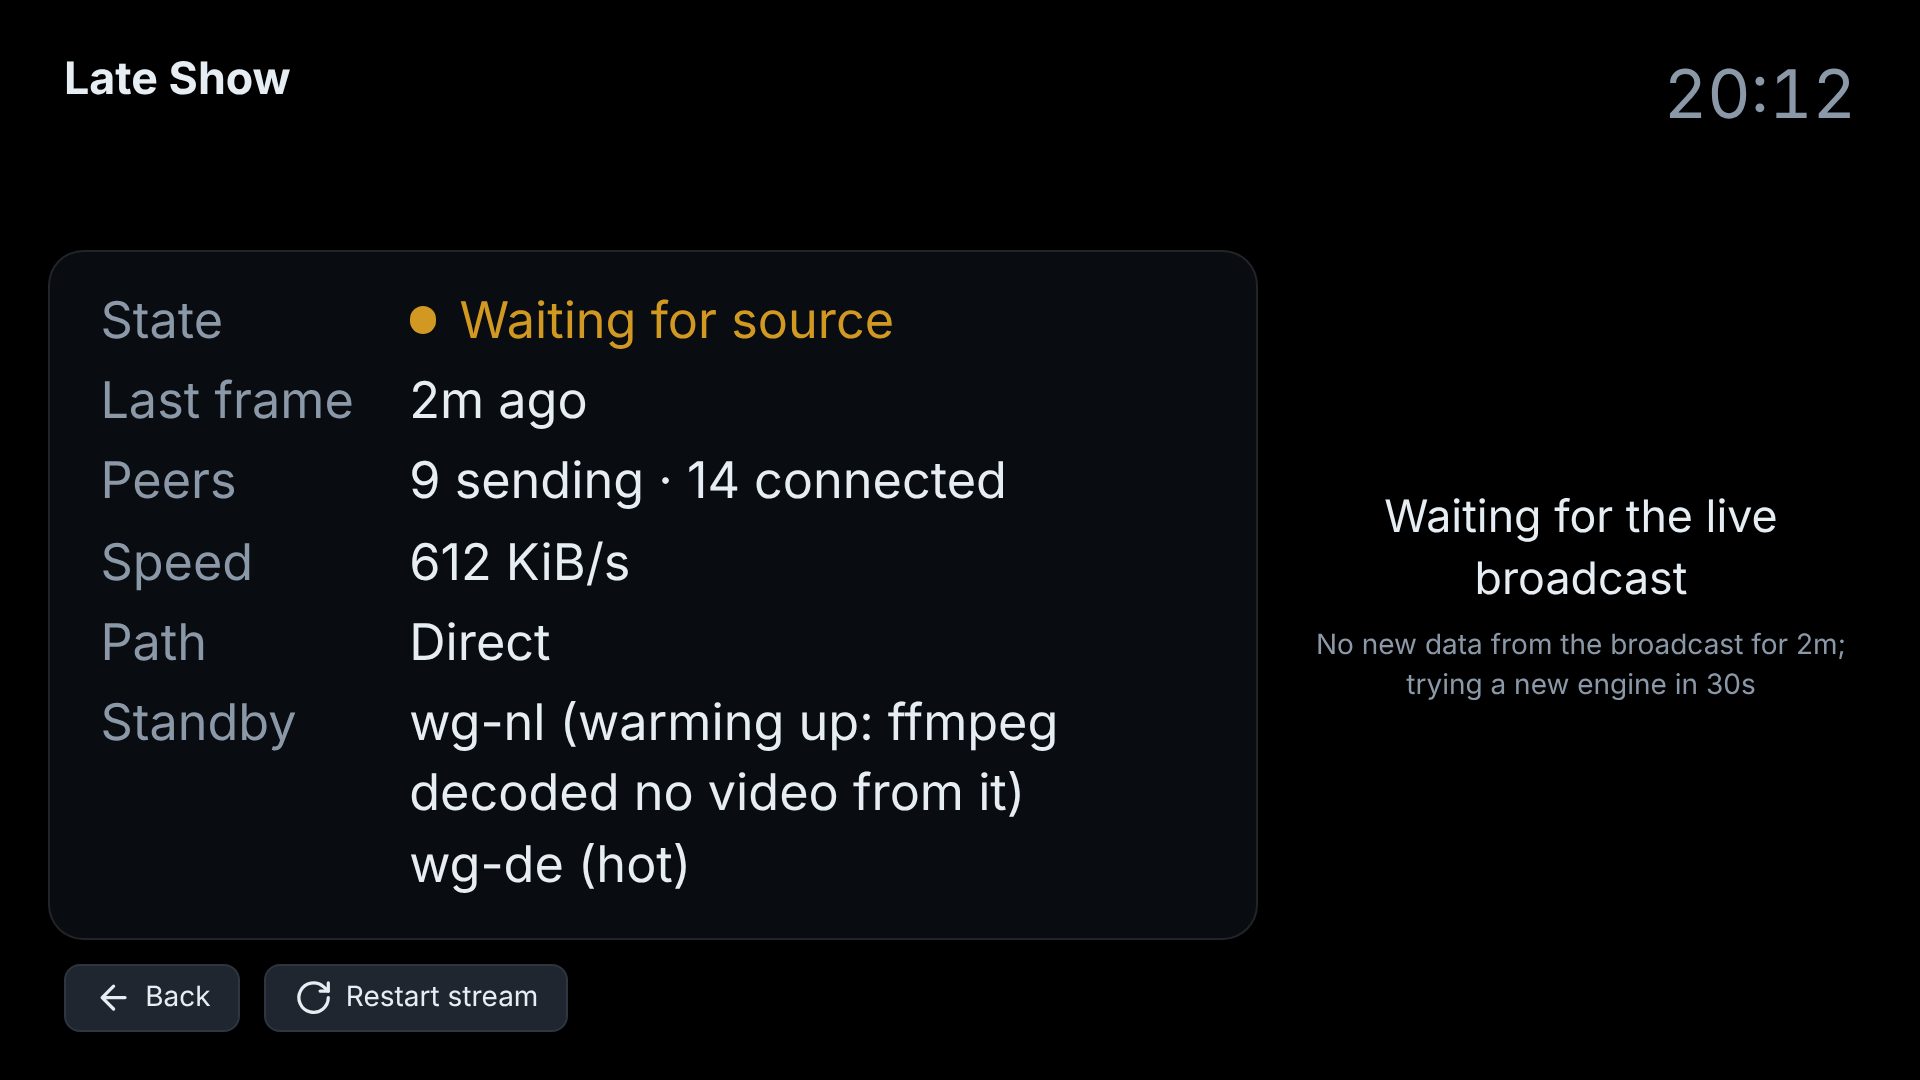 Late Show
20:12
State Waiting for source
Last frame 2m ago
Peers 9 sending · 14 connected
Speed 612 KiB/s
Path Direct
Standby wg-nl (warming up: ffmpeg
decoded no video from it)
wg-de (hot)
Waiting for the live
broadcast
No new data from the broadcast for 2m;
trying a new engine in 30s
Back
Restart stream